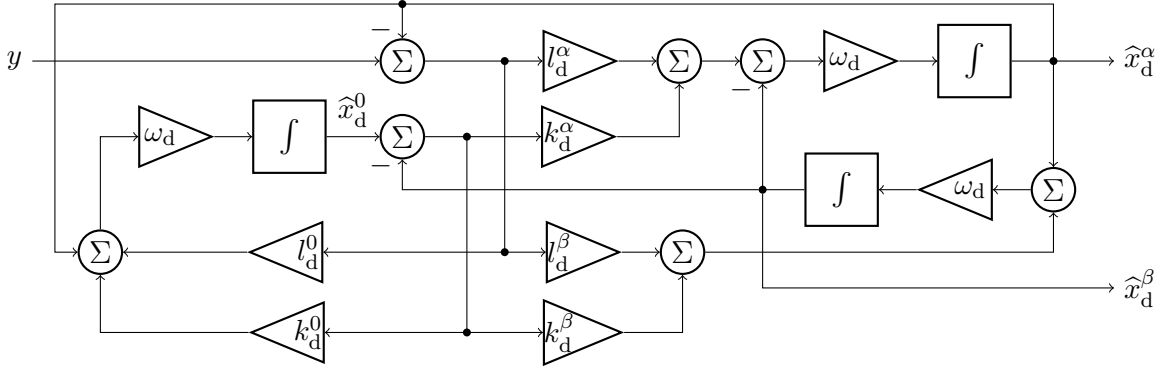 −
y Σ l_d^α Σ Σ ω_d ∫ x̂_d^α
−
x̂_d^0
ω_d ∫ Σ k_d^α
−
∫ ω_d Σ
Σ l_d^0 l_d^β Σ
x̂_d^β
k_d^0 k_d^β